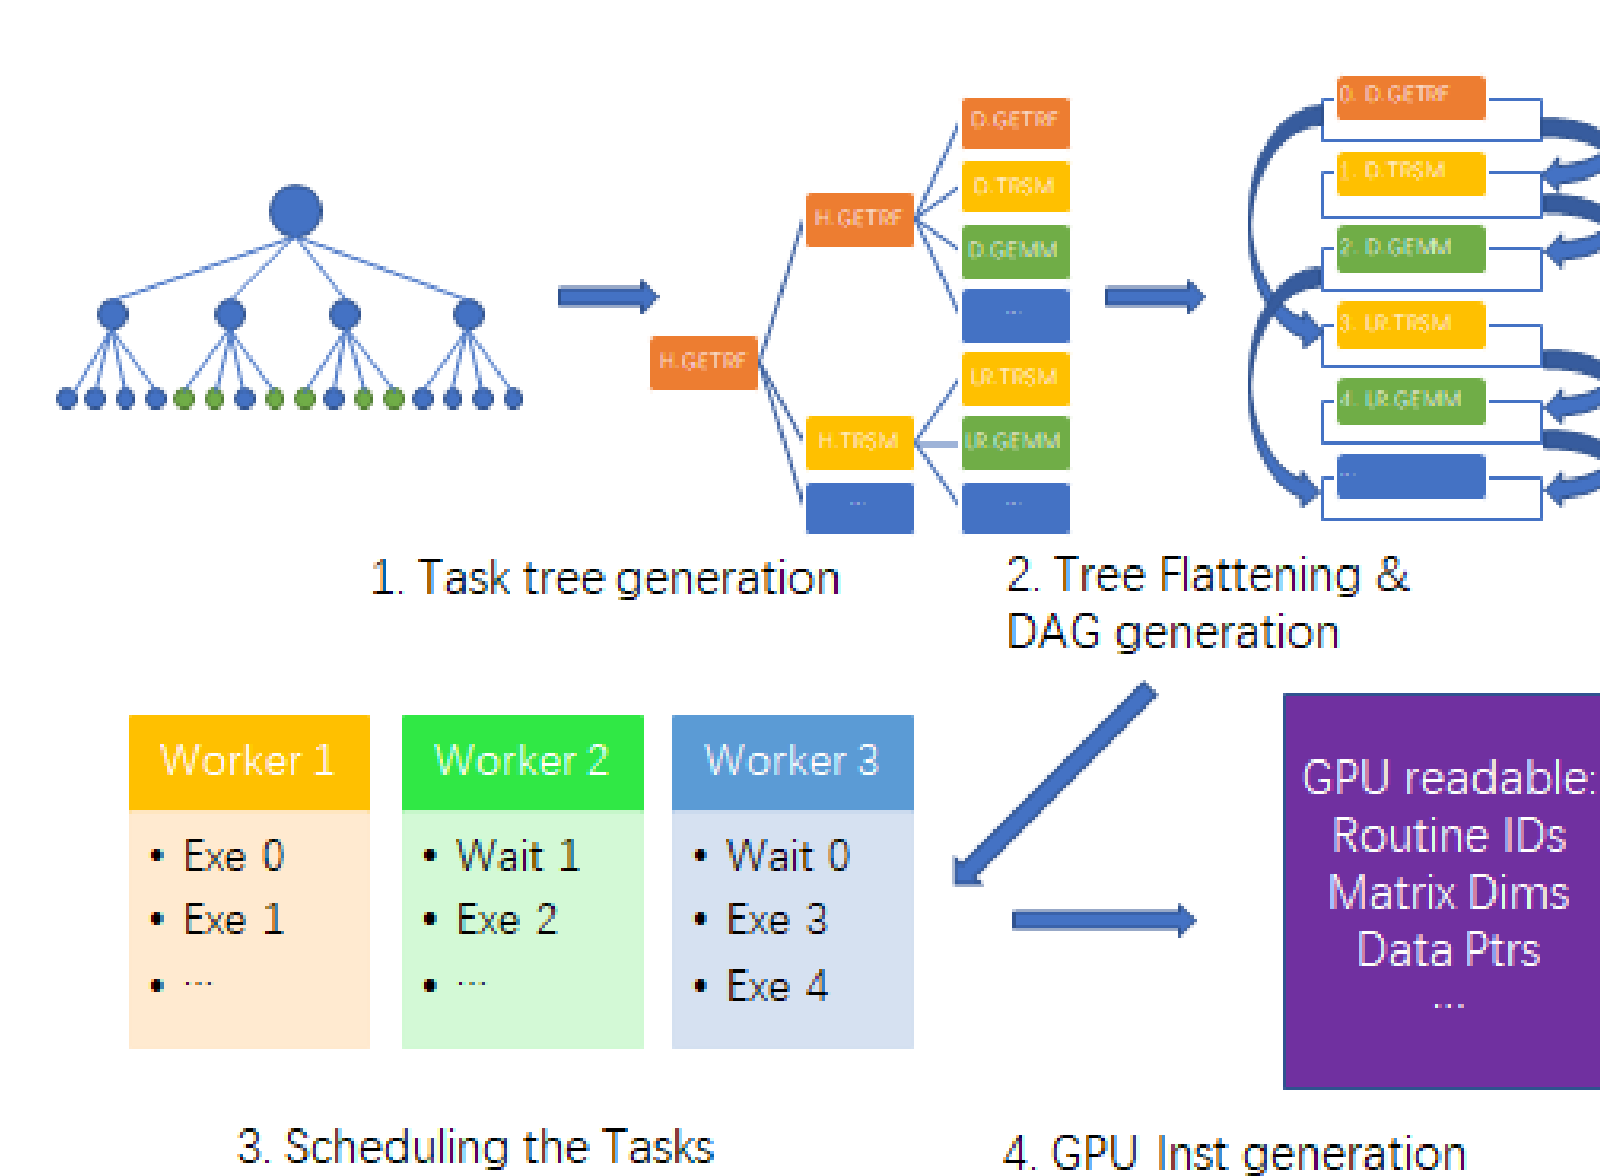 D.GETRF
D.TRSM
H.GETRF
D.GEMM
...
H.GETRF
LR.TRSM
H.TRSM
LR.GEMM
...
...
0. D.GETRF
1. D.TRSM
2. D.GEMM
3. LR.TRSM
4. LR.GEMM
...
1. Task tree generation
2. Tree Flattening &
DAG generation
Worker 1
• Exe 0
• Exe 1
• ...
Worker 2
• Wait 1
• Exe 2
• ...
Worker 3
• Wait 0
• Exe 3
• Exe 4
GPU readable:
Routine IDs
Matrix Dims
Data Ptrs
...
3. Scheduling the Tasks
4. GPU Inst generation